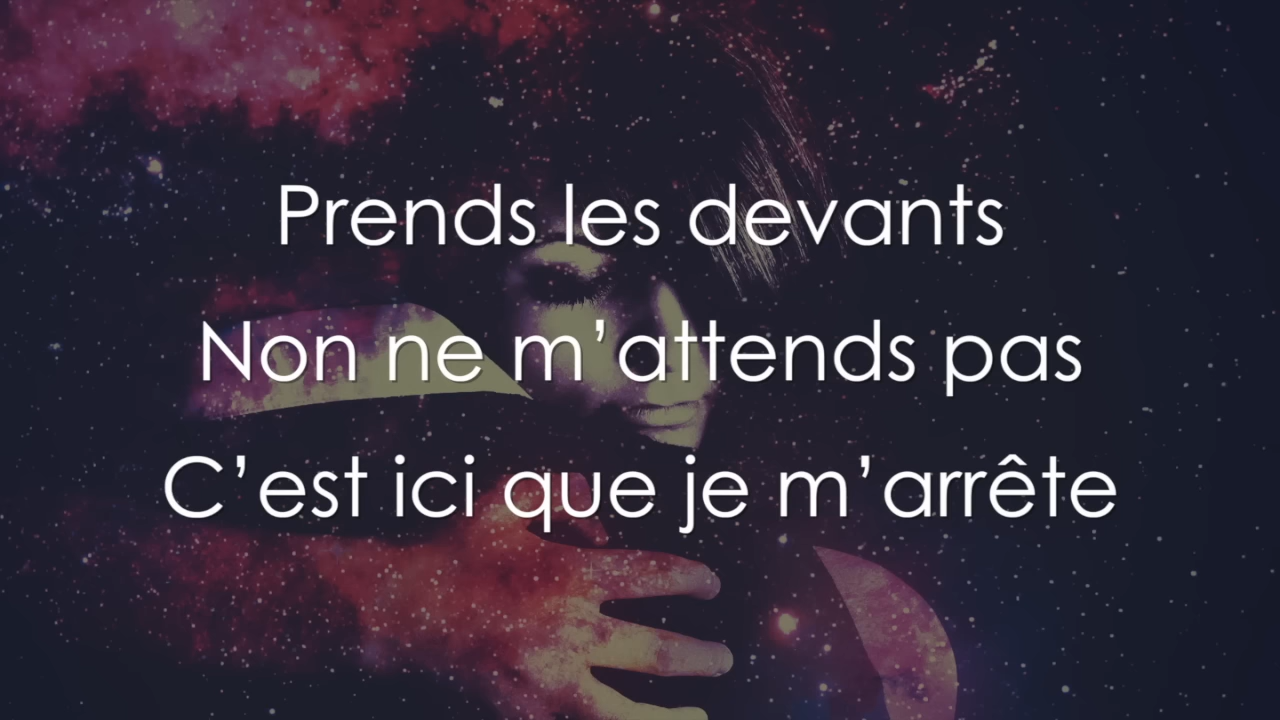 Prends les devants
Non ne m’attends pas
C’est ici que je m’arrête